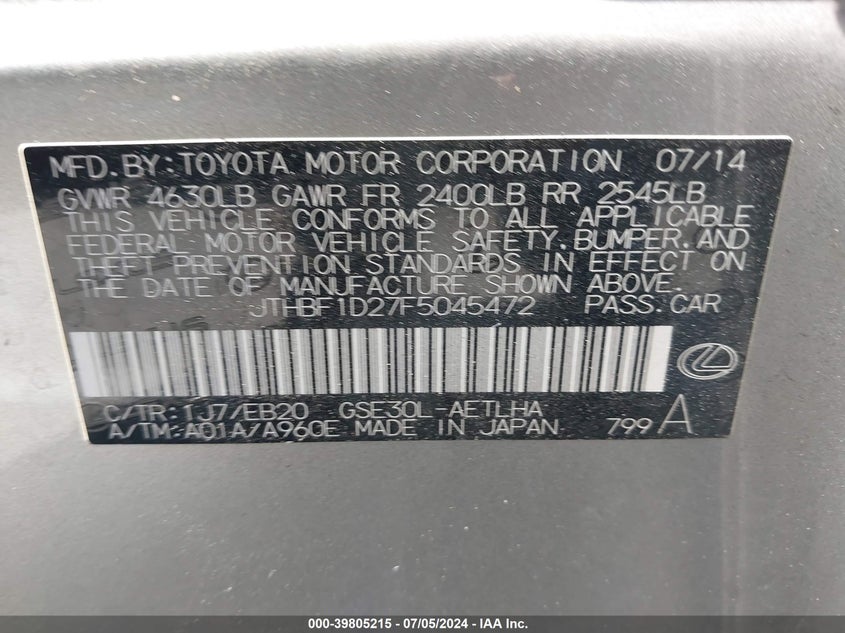 MFD. BY: TOYOTA MOTOR CORPORATION 07/14
GVWR 4630LB GAWR FR 2400LB RR 2545LB
THIS VEHICLE CONFORMS TO ALL APPLICABLE
FEDERAL MOTOR VEHICLE SAFETY, BUMPER, AND
THEFT PREVENTION STANDARDS IN EFFECT ON
THE DATE OF MANUFACTURE SHOWN ABOVE.
JTHBF1D27F5045472 PASS.CAR
C/TR: 1J7/EB20 GSE30L-AETLHA
A/TM: A01A/A960E MADE IN JAPAN 799 A
000-39805215 - 07/05/2024 - IAA Inc.